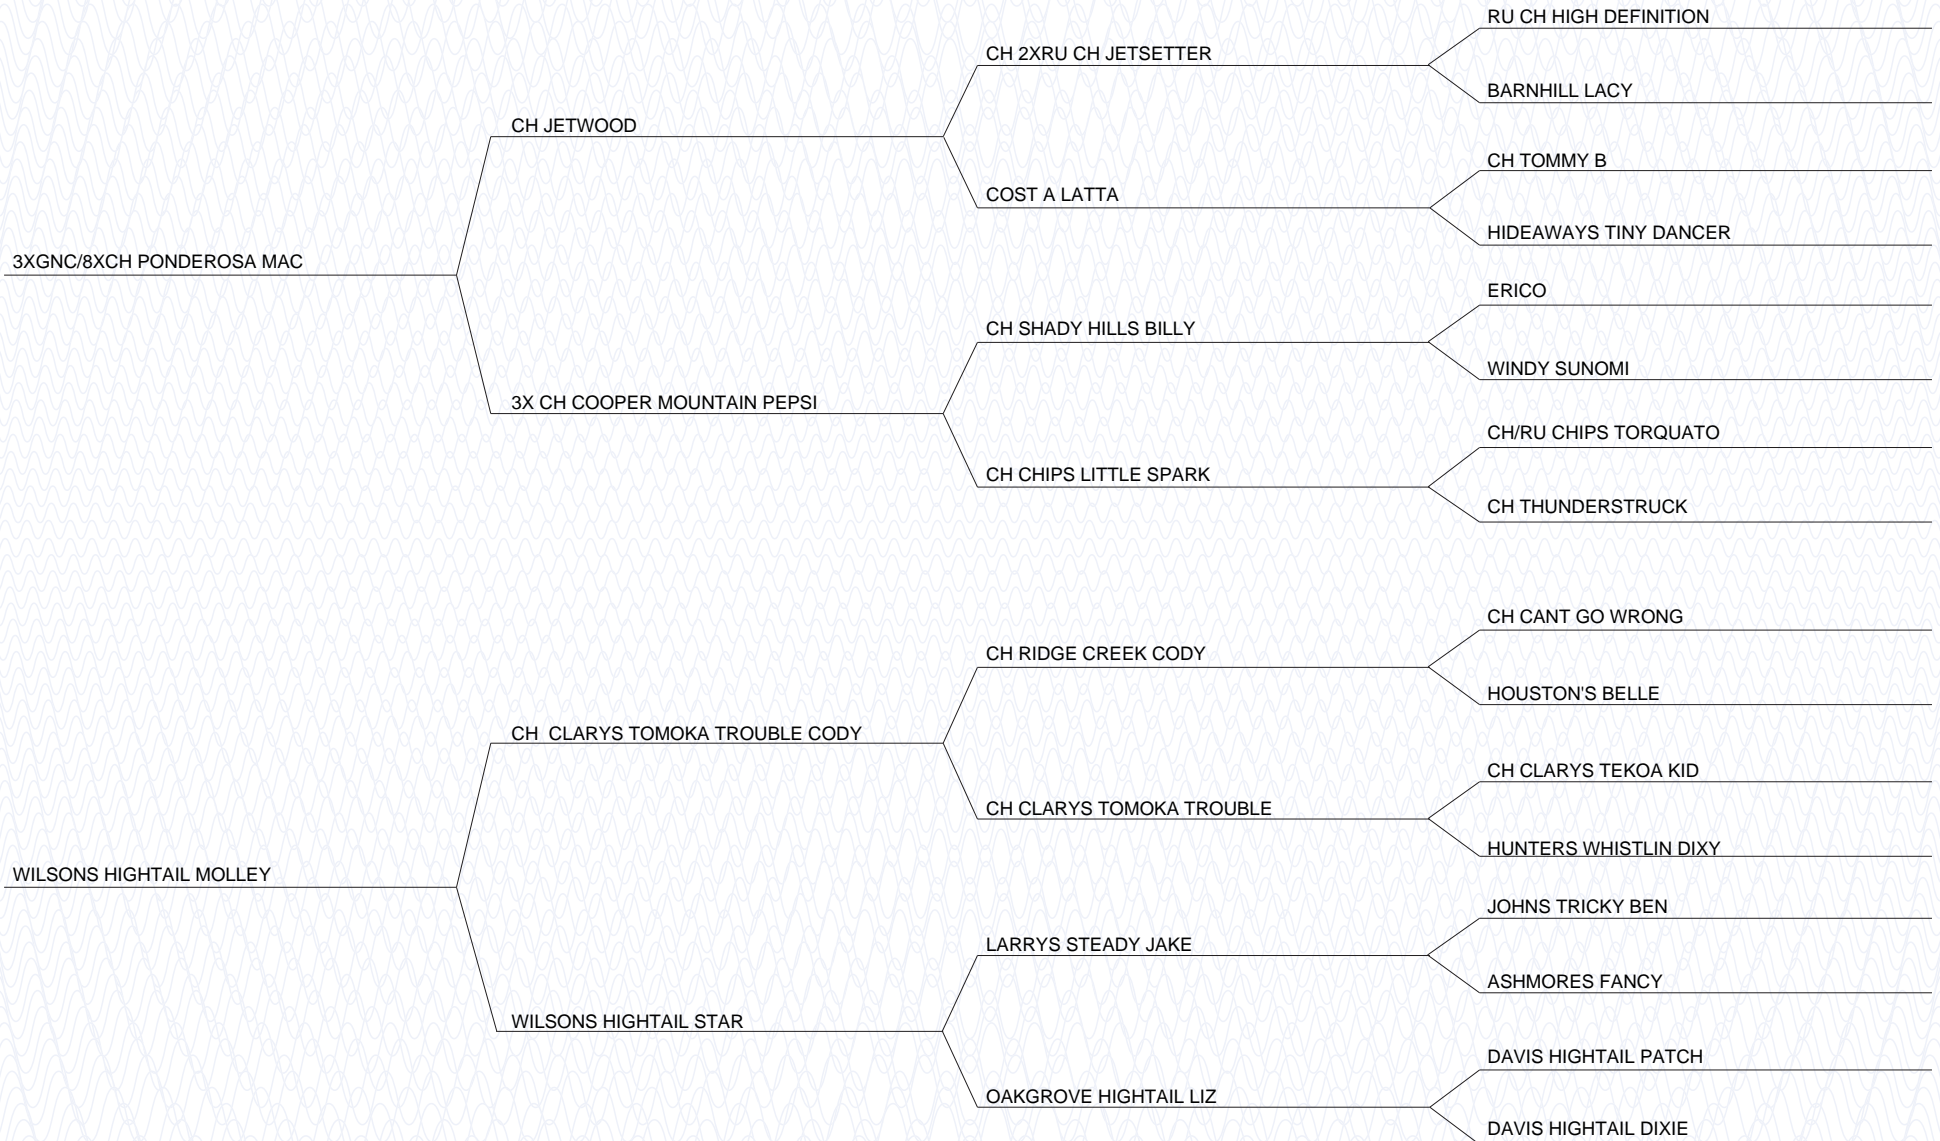 RU CH HIGH DEFINITION
CH 2XRU CH JETSETTER
BARNHILL LACY
CH JETWOOD
CH TOMMY B
COST A LATTA
HIDEAWAYS TINY DANCER
3XGNC/8XCH PONDEROSA MAC
ERICO
CH SHADY HILLS BILLY
WINDY SUNOMI
3X CH COOPER MOUNTAIN PEPSI
CH/RU CHIPS TORQUATO
CH CHIPS LITTLE SPARK
CH THUNDERSTRUCK
CH CANT GO WRONG
CH RIDGE CREEK CODY
HOUSTON'S BELLE
CH  CLARYS TOMOKA TROUBLE CODY
CH CLARYS TEKOA KID
CH CLARYS TOMOKA TROUBLE
HUNTERS WHISTLIN DIXY
WILSONS HIGHTAIL MOLLEY
JOHNS TRICKY BEN
LARRYS STEADY JAKE
ASHMORES FANCY
WILSONS HIGHTAIL STAR
DAVIS HIGHTAIL PATCH
OAKGROVE HIGHTAIL LIZ
DAVIS HIGHTAIL DIXIE